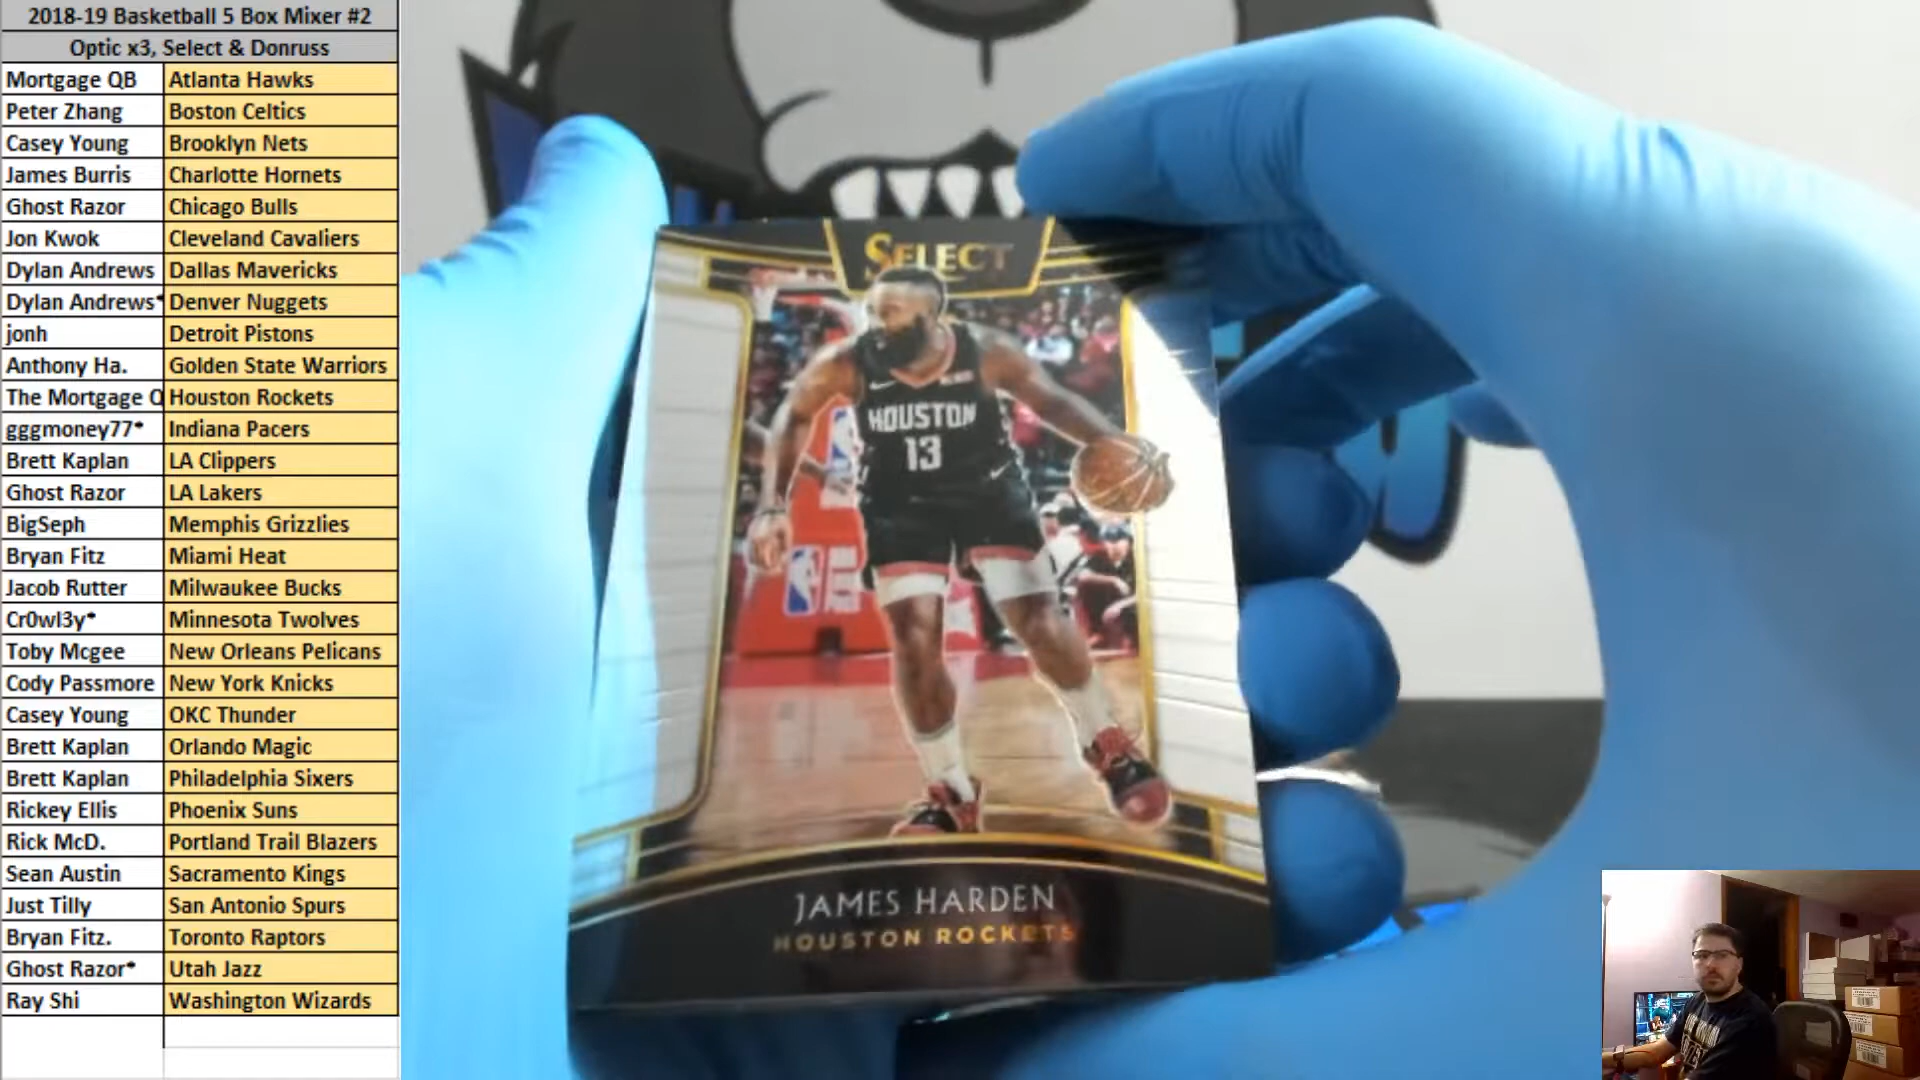 2018-19 Basketball 5 Box Mixer #2
Optic x3, Select & Donruss
Mortgage QB Atlanta Hawks
Peter Zhang Boston Celtics
Casey Young Brooklyn Nets
James Burris Charlotte Hornets
Ghost Razor Chicago Bulls
Jon Kwok Cleveland Cavaliers
Dylan Andrews Dallas Mavericks
Dylan Andrews* Denver Nuggets
jonh Detroit Pistons
Anthony Ha. Golden State Warriors
The Mortgage Q Houston Rockets
gggmoney77* Indiana Pacers
Brett Kaplan LA Clippers
Ghost Razor LA Lakers
BigSeph Memphis Grizzlies
Bryan Fitz Miami Heat
Jacob Rutter Milwaukee Bucks
Cr0wl3y* Minnesota Twolves
Toby Mcgee New Orleans Pelicans
Cody Passmore New York Knicks
Casey Young OKC Thunder
Brett Kaplan Orlando Magic
Brett Kaplan Philadelphia Sixers
Rickey Ellis Phoenix Suns
Rick McD. Portland Trail Blazers
Sean Austin Sacramento Kings
Just Tilly San Antonio Spurs
Bryan Fitz. Toronto Raptors
Ghost Razor* Utah Jazz
Ray Shi Washington Wizards
SELECT
HOUSTON
13
JAMES HARDEN
HOUSTON ROCKETS